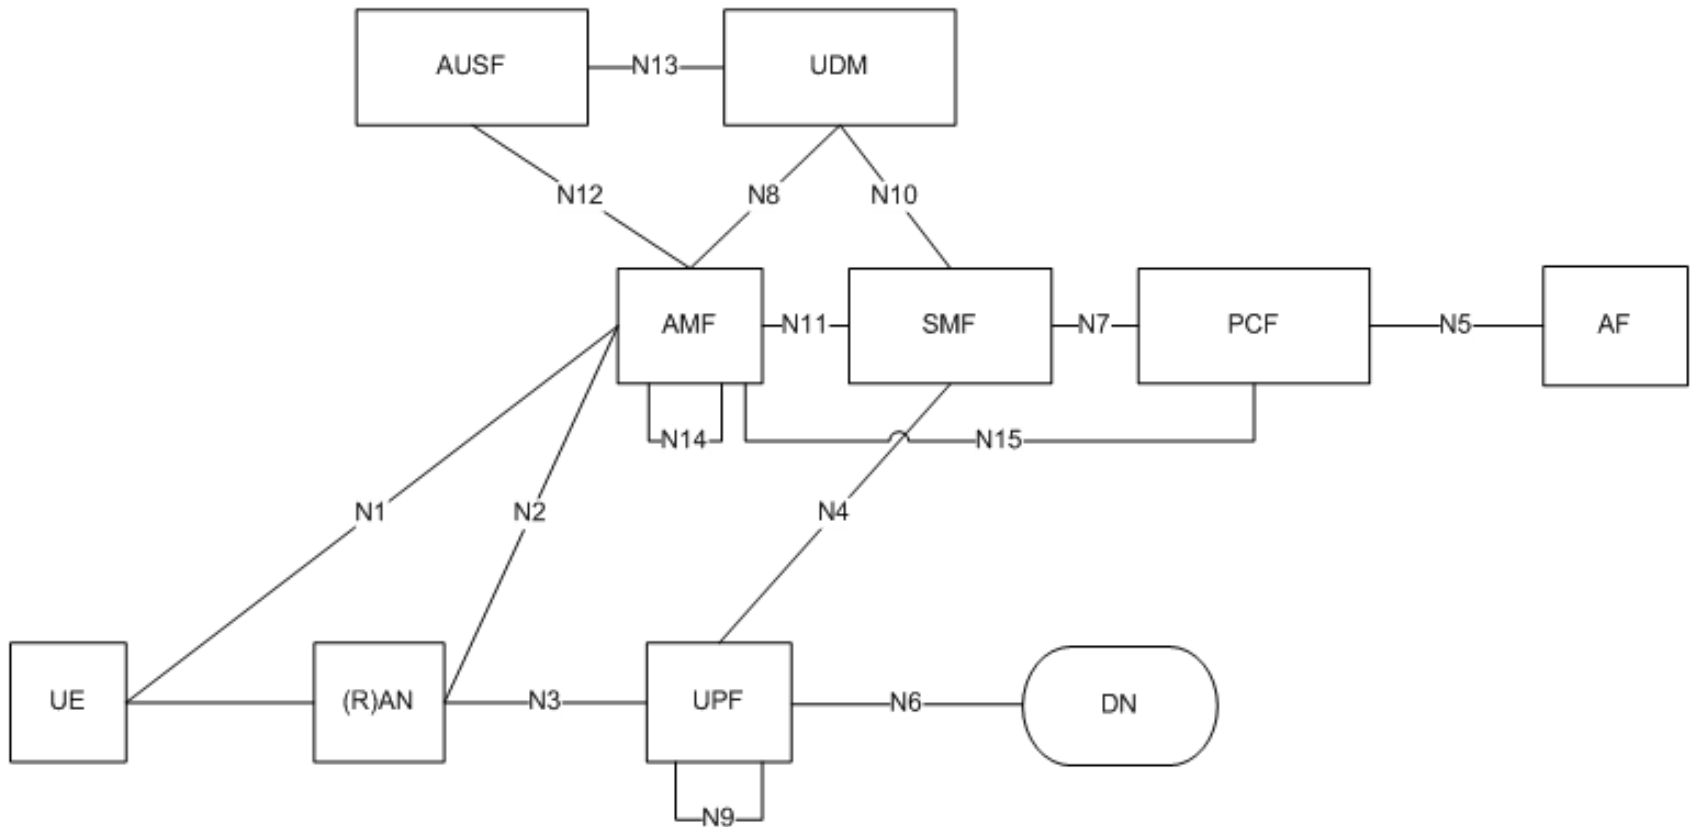 AUSF
N13
UDM
N12
N8
N10
AMF
N11
SMF
N7
PCF
N5
AF
N14
N15
N1
N2
N4
UE
(R)AN
N3
UPF
N6
DN
N9